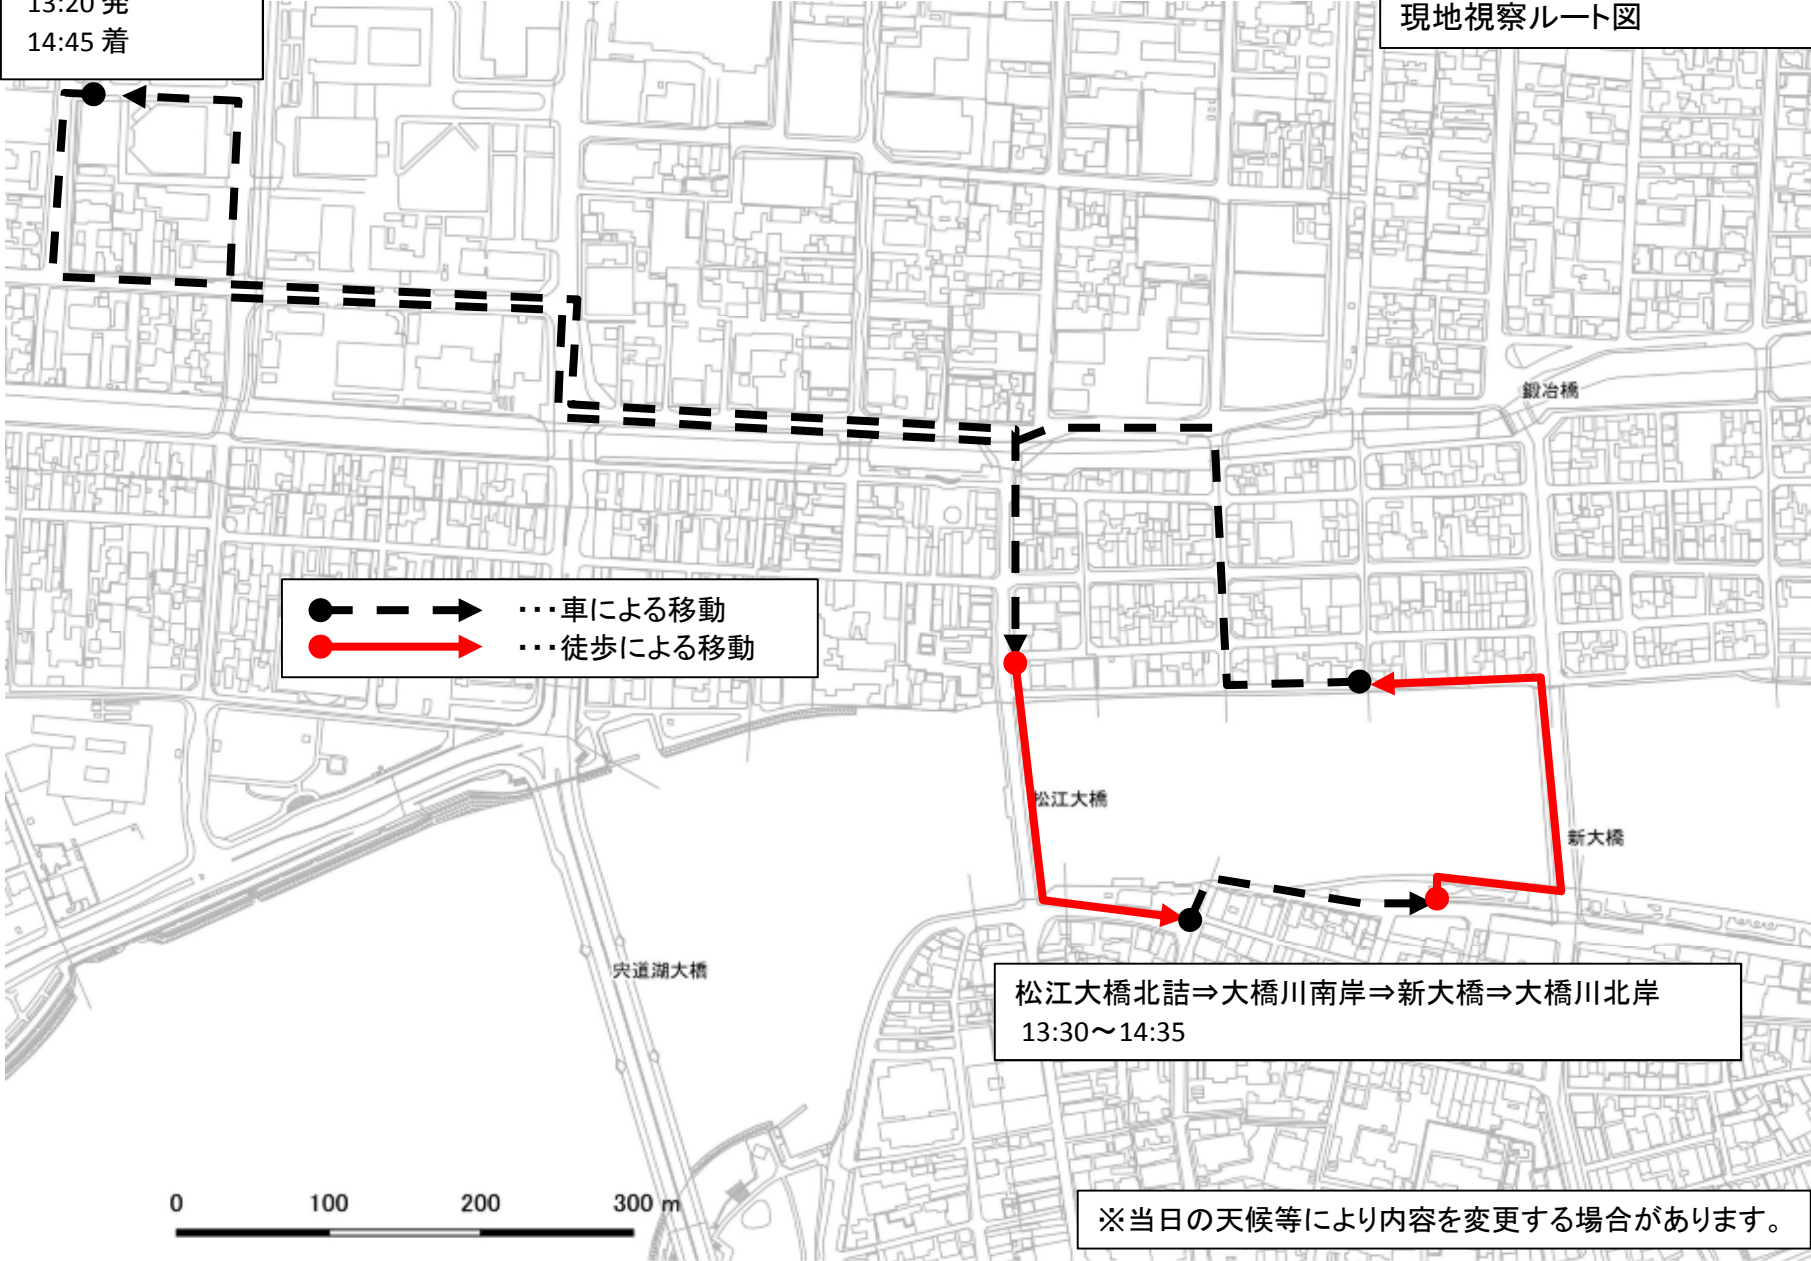 13:20 発
14:45 着
現地視察ルート図
鍛冶橋
･･･車による移動
･･･徒歩による移動
松江大橋
新大橋
宍道湖大橋
松江大橋北詰⇒大橋川南岸⇒新大橋⇒大橋川北岸
13:30～14:35
0 100 200 300 m
※当日の天候等により内容を変更する場合があります。